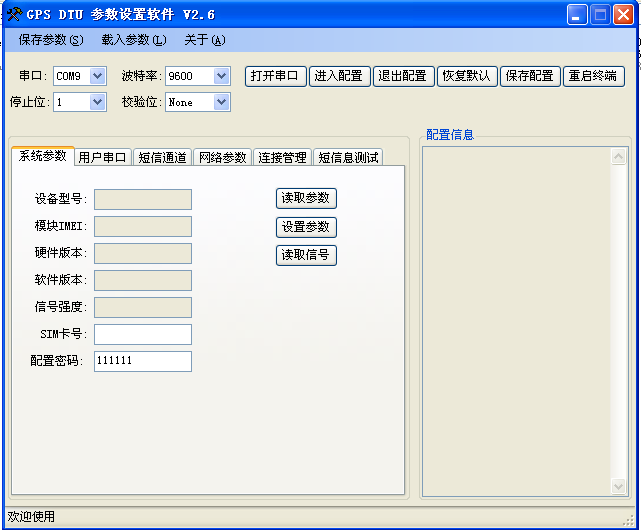 GPS DTU 参数设置软件 V2.6
保存参数(S) 载入参数(L) 关于(A)
串口: COM9 波特率: 9600 打开串口 进入配置 退出配置 恢复默认 保存配置 重启终端
停止位: 1 校验位: None
系统参数 用户串口 短信通道 网络参数 连接管理 短信息测试
配置信息
设备型号: 读取参数
模块IMEI: 设置参数
硬件版本: 读取信号
软件版本:
信号强度:
SIM卡号:
配置密码: 111111
欢迎使用